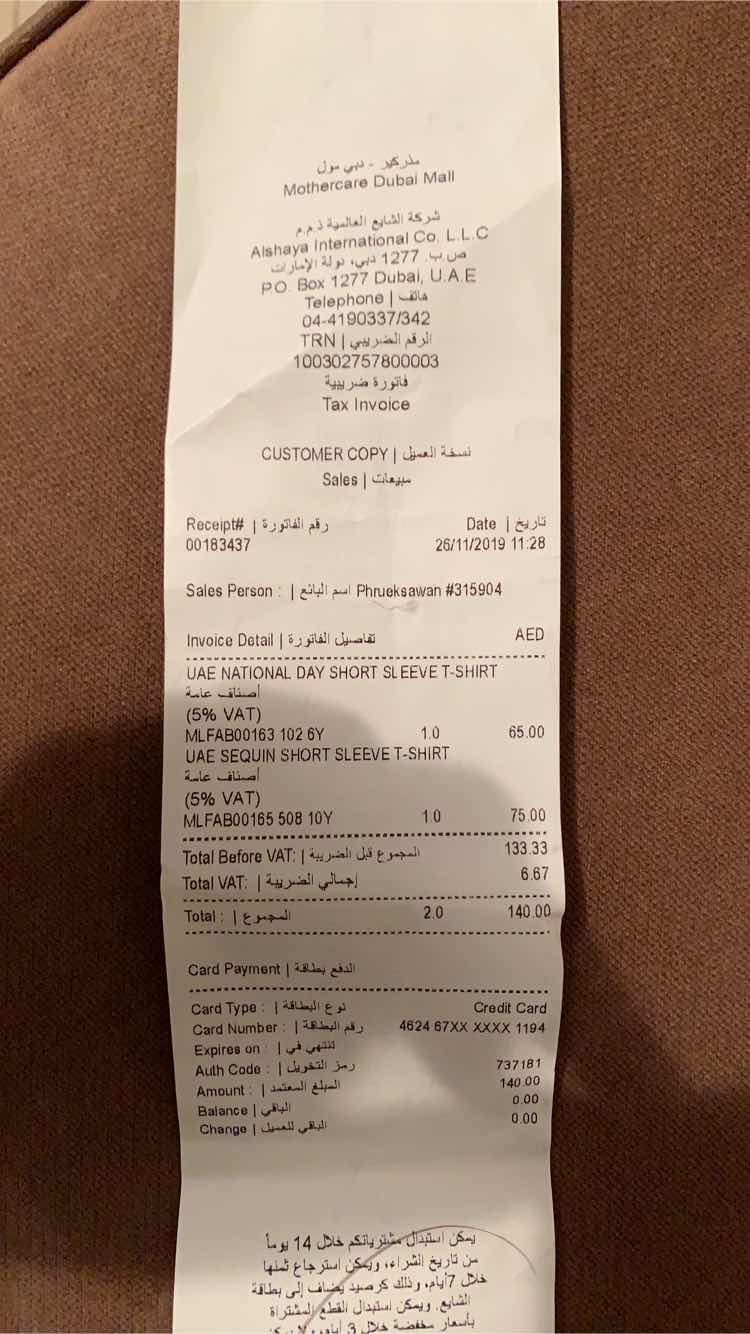 مذركير - دبي مول
Mothercare Dubai Mall
شركة الشايع العالمية ذ.م.م
Alshaya International Co. L.L.C
ص.ب. 1277 دبي، دولة الإمارات
P.O. Box 1277 Dubai, U.A.E
Telephone | هاتف
04-4190337/342
TRN | الرقم الضريبي
100302757800003
فاتورة ضريبية
Tax Invoice
CUSTOMER COPY | نسخة العميل
Sales | مبيعات
Receipt# | رقم الفاتورة Date | تاريخ
00183437 26/11/2019 11:28
Sales Person : | اسم البائع Phrueksawan #315904
Invoice Detail | تفاصيل الفاتورة AED
UAE NATIONAL DAY SHORT SLEEVE T-SHIRT
أصناف عامة
(5% VAT)
MLFAB00163 102 6Y 1.0 65.00
UAE SEQUIN SHORT SLEEVE T-SHIRT
أصناف عامة
(5% VAT)
MLFAB00165 508 10Y 1.0 75.00
Total Before VAT: | المجموع قبل الضريبة 133.33
Total VAT: | إجمالي الضريبة 6.67
Total : | المجموع 2.0 140.00
Card Payment | الدفع بطاقة
Card Type : | نوع البطاقة Credit Card
Card Number : | رقم البطاقة 4624 67XX XXXX 1194
Expires on : | تنتهي في
Auth Code : | رمز التخويل 737181
Amount : | المبلغ المعتمد 140.00
Balance | الباقي 0.00
Change | الباقي للعميل 0.00
يمكن استبدال مشترياتكم خلال 14 يوماً
من تاريخ الشراء، ويمكن استرجاع ثمنها
خلال 7أيام، وذلك كرصيد يضاف إلى بطاقة
الشايع. ويمكن استبدال القطع المشتراة
بأسعار مخفضة خلال 3 أيام